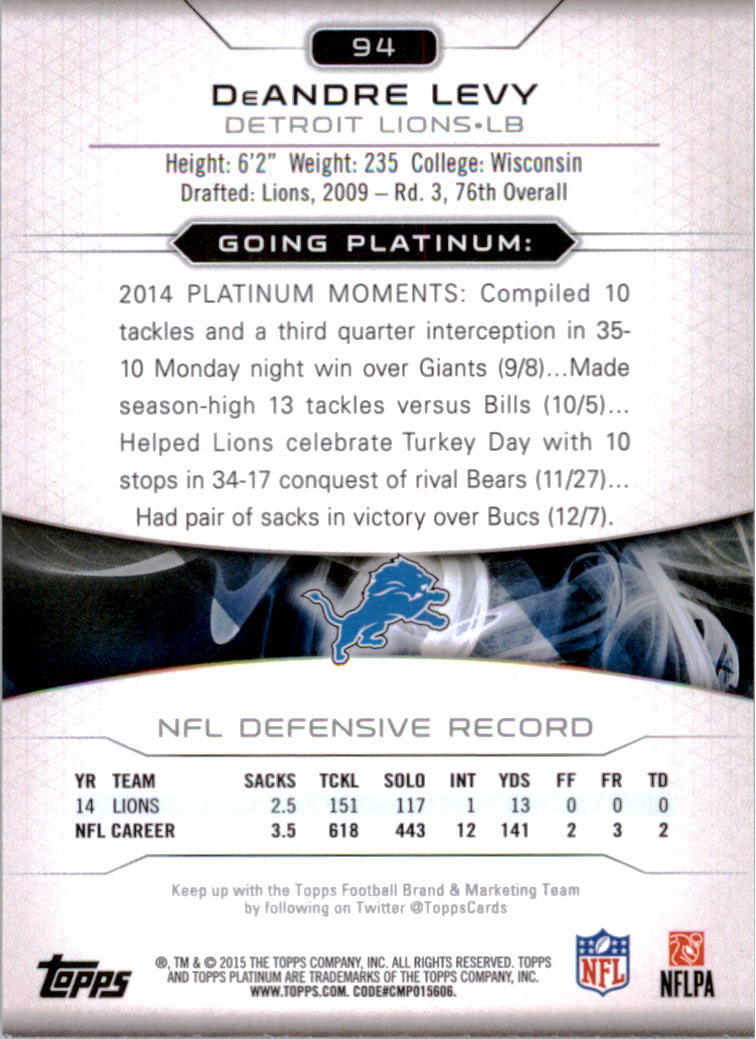 94
DeANDRE LEVY
DETROIT LIONS•LB
Height: 6'2" Weight: 235 College: Wisconsin
Drafted: Lions, 2009 – Rd. 3, 76th Overall
GOING PLATINUM:
2014 PLATINUM MOMENTS: Compiled 10
tackles and a third quarter interception in 35-
10 Monday night win over Giants (9/8)...Made
season-high 13 tackles versus Bills (10/5)...
Helped Lions celebrate Turkey Day with 10
stops in 34-17 conquest of rival Bears (11/27)...
Had pair of sacks in victory over Bucs (12/7).
NFL DEFENSIVE RECORD
YR TEAM SACKS TCKL SOLO INT YDS FF FR TD
14 LIONS 2.5 151 117 1 13 0 0 0
NFL CAREER 3.5 618 443 12 141 2 3 2
Keep up with the Topps Football Brand & Marketing Team
by following on Twitter @ToppsCards
Topps
®, TM & © 2015 THE TOPPS COMPANY, INC. ALL RIGHTS RESERVED. TOPPS
AND TOPPS PLATINUM ARE TRADEMARKS OF THE TOPPS COMPANY, INC.
WWW.TOPPS.COM. CODE#CMP015606.
NFL
NFLPA